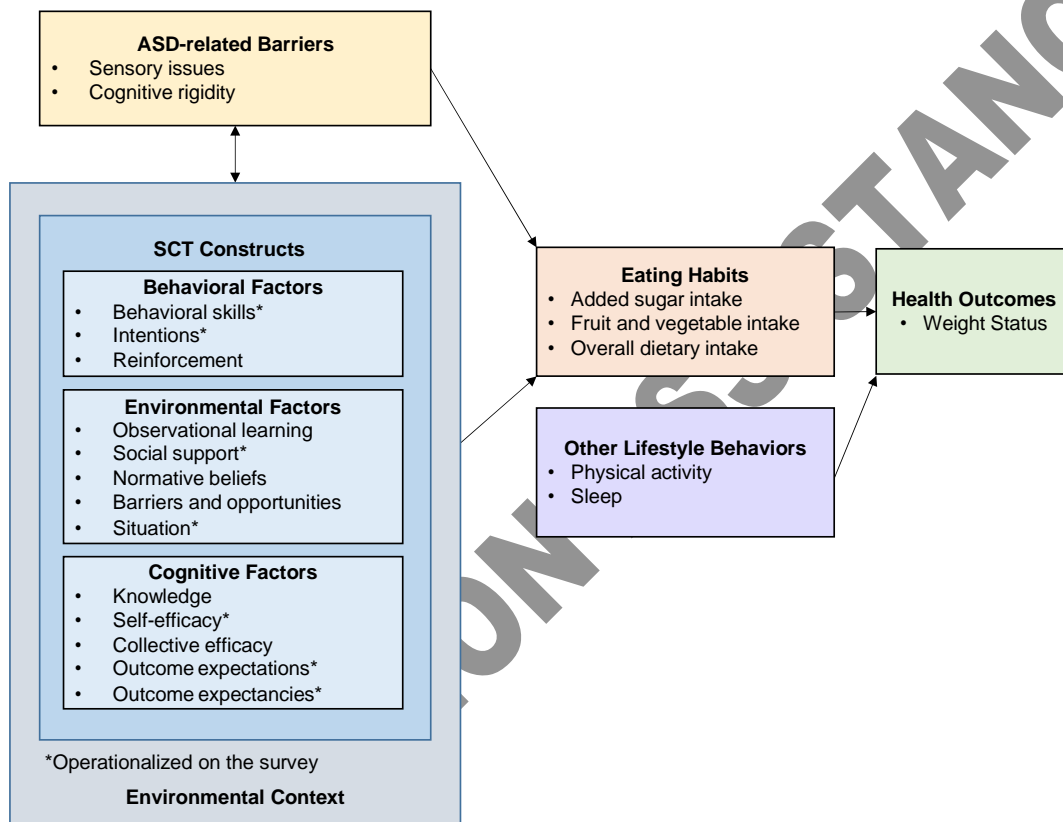 ASD-related Barriers
• Sensory issues
• Cognitive rigidity
SCT Constructs
Behavioral Factors
• Behavioral skills*
• Intentions*
• Reinforcement
Environmental Factors
• Observational learning
• Social support*
• Normative beliefs
• Barriers and opportunities
• Situation*
Cognitive Factors
• Knowledge
• Self-efficacy*
• Collective efficacy
• Outcome expectations*
• Outcome expectancies*
*Operationalized on the survey
Environmental Context
Eating Habits
• Added sugar intake
• Fruit and vegetable intake
• Overall dietary intake
Other Lifestyle Behaviors
• Physical activity
• Sleep
Health Outcomes
• Weight Status